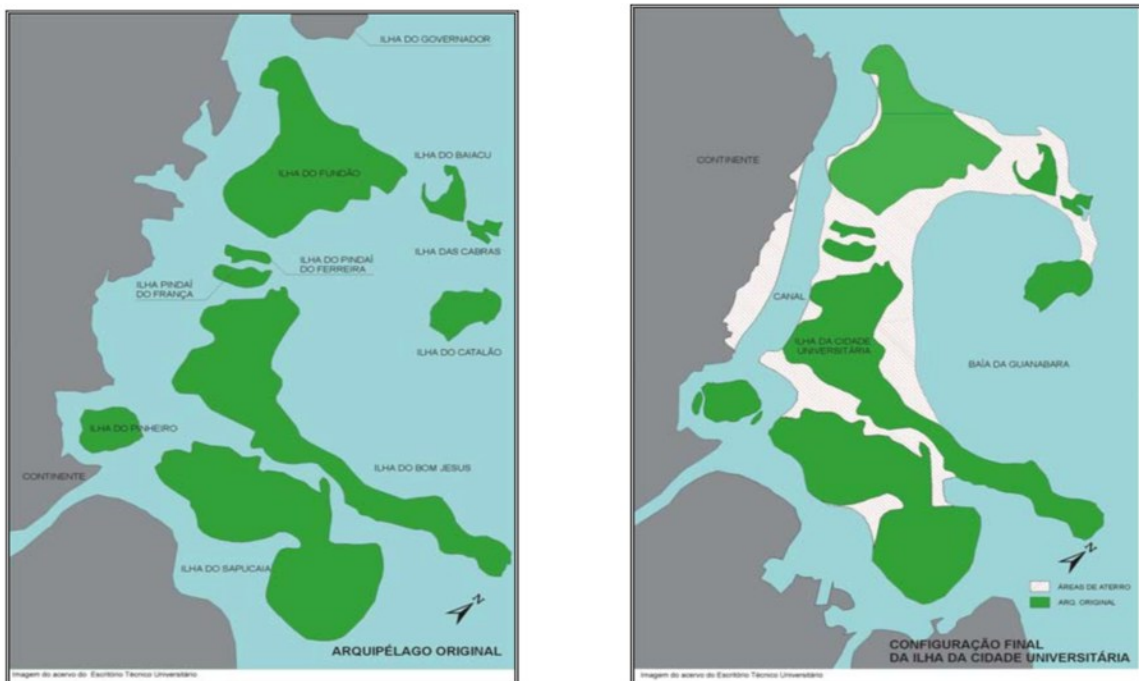 ILHA DO GOVERNADOR
ILHA DO FUNDÃO
ILHA DO BAIACU
ILHA DAS CABRAS
ILHA DO PINDAÍ
DO FERREIRA
ILHA PINDAÍ
DO FRANÇA
ILHA DO CATALÃO
ILHA DO PINHEIRO
CONTINENTE
ILHA DO BOM JESUS
ILHA DO SAPUCAIA
N
ARQUIPÉLAGO ORIGINAL
Imagem do acervo do Escritório Técnico Universitário
CONTINENTE
CANAL
ILHA DA CIDADE
UNIVERSITÁRIA
BAÍA DA GUANABARA
N
ÁREAS DE ATERRO
ARQ. ORIGINAL
CONFIGURAÇÃO FINAL
DA ILHA DA CIDADE UNIVERSITÁRIA
Imagem do acervo do Escritório Técnico Universitário